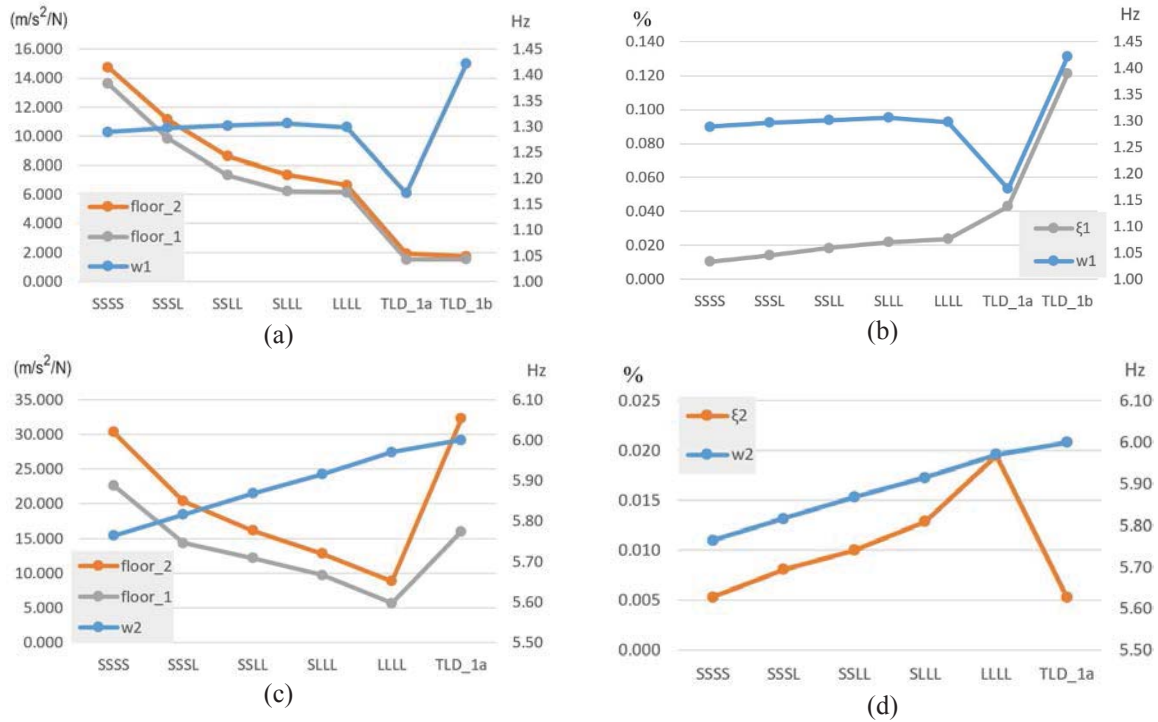 (m/s²/N)
Hz
16.000
14.000
12.000
10.000
8.000
6.000
4.000
2.000
0.000
1.45
1.40
1.35
1.30
1.25
1.20
1.15
1.10
1.05
1.00
floor_2
floor_1
w1
SSSS SSSL SSLL SLLL LLLL TLD_1a TLD_1b
(a)
%
Hz
0.140
0.120
0.100
0.080
0.060
0.040
0.020
0.000
1.45
1.40
1.35
1.30
1.25
1.20
1.15
1.10
1.05
1.00
ξ1
w1
SSSS SSSL SSLL SLLL LLLL TLD_1a TLD_1b
(b)
(m/s²/N)
Hz
35.000
30.000
25.000
20.000
15.000
10.000
5.000
0.000
6.10
6.00
5.90
5.80
5.70
5.60
5.50
floor_2
floor_1
w2
SSSS SSSL SSLL SLLL LLLL TLD_1a
(c)
%
Hz
0.025
0.020
0.015
0.010
0.005
0.000
6.10
6.00
5.90
5.80
5.70
5.60
5.50
ξ2
w2
SSSS SSSL SSLL SLLL LLLL TLD_1a
(d)